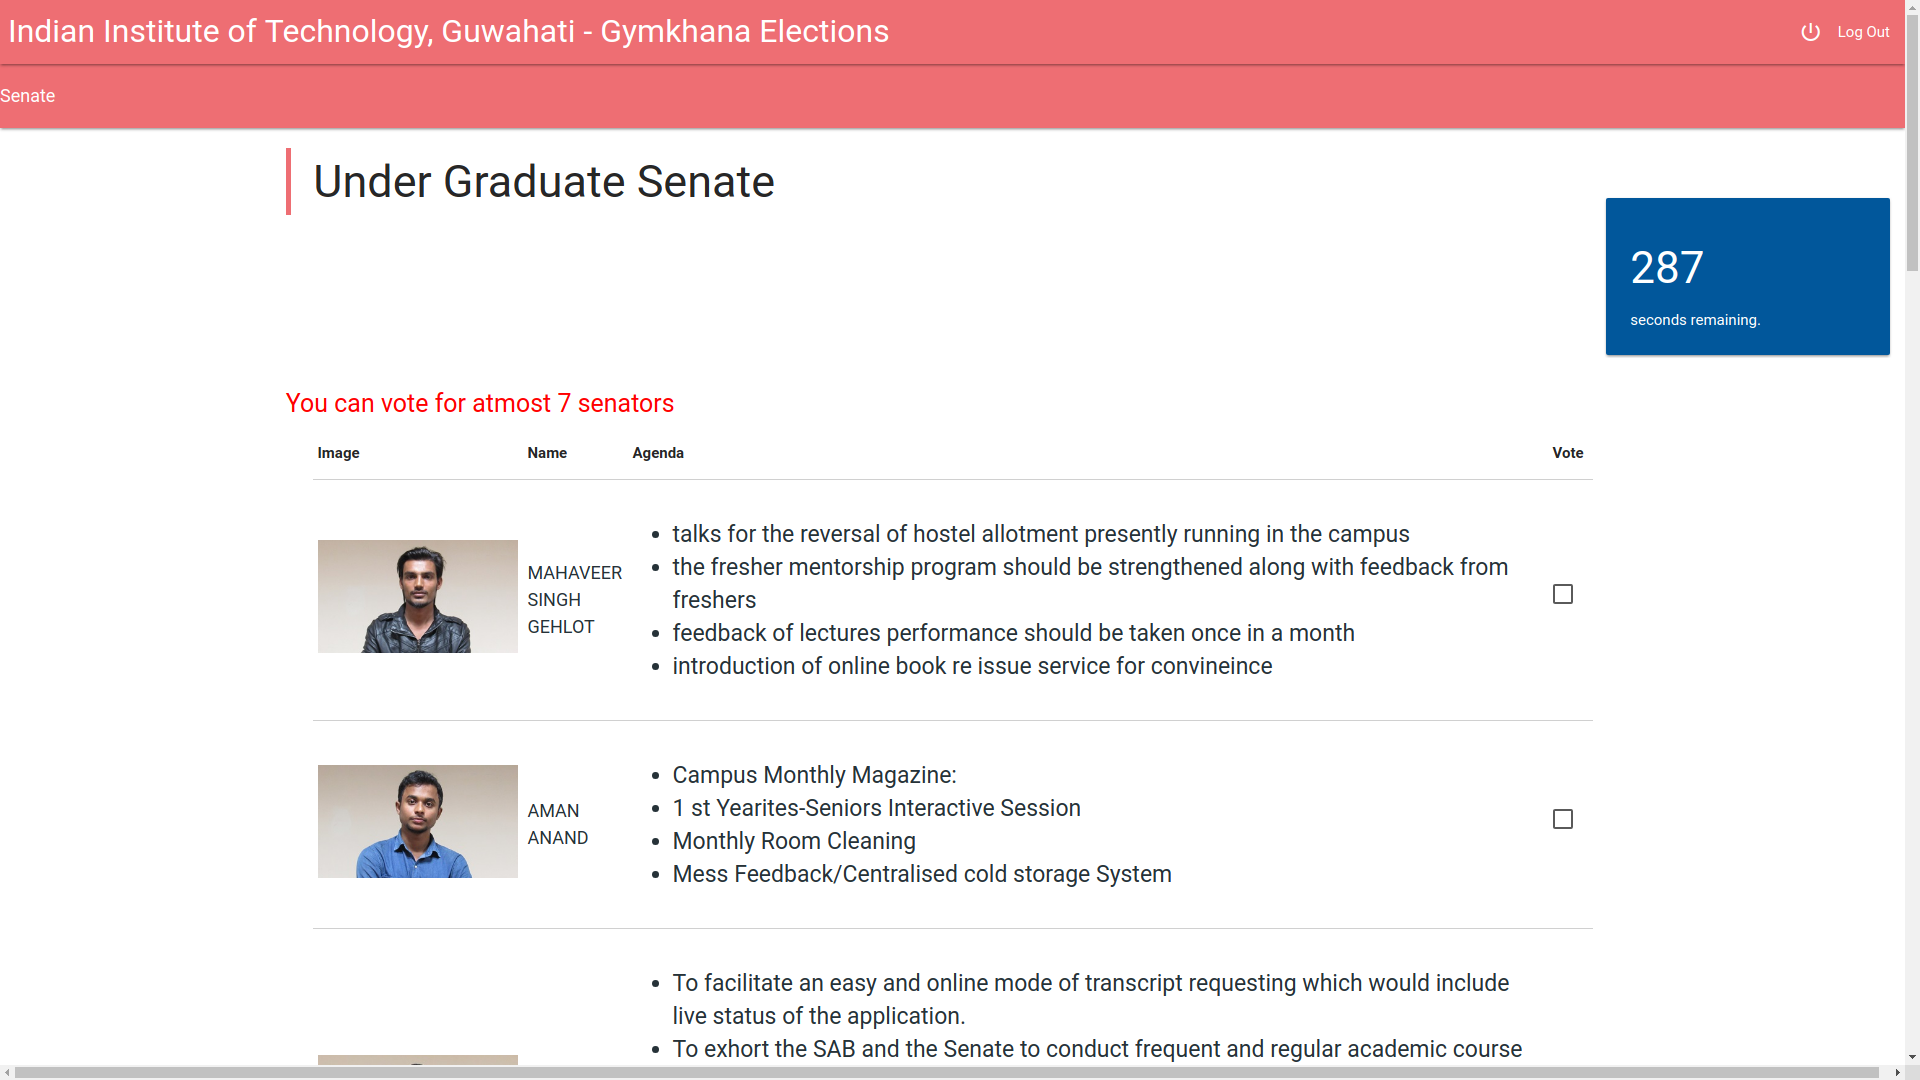 Indian Institute of Technology, Guwahati - Gymkhana Elections
Log Out
Senate
Under Graduate Senate
287
seconds remaining.
You can vote for atmost 7 senators
Image Name Agenda Vote
MAHAVEER
SINGH
GEHLOT
talks for the reversal of hostel allotment presently running in the campus
the fresher mentorship program should be strengthened along with feedback from
freshers
feedback of lectures performance should be taken once in a month
introduction of online book re issue service for convineince
AMAN
ANAND
Campus Monthly Magazine:
1 st Yearites-Seniors Interactive Session
Monthly Room Cleaning
Mess Feedback/Centralised cold storage System
To facilitate an easy and online mode of transcript requesting which would include
live status of the application.
To exhort the SAB and the Senate to conduct frequent and regular academic course